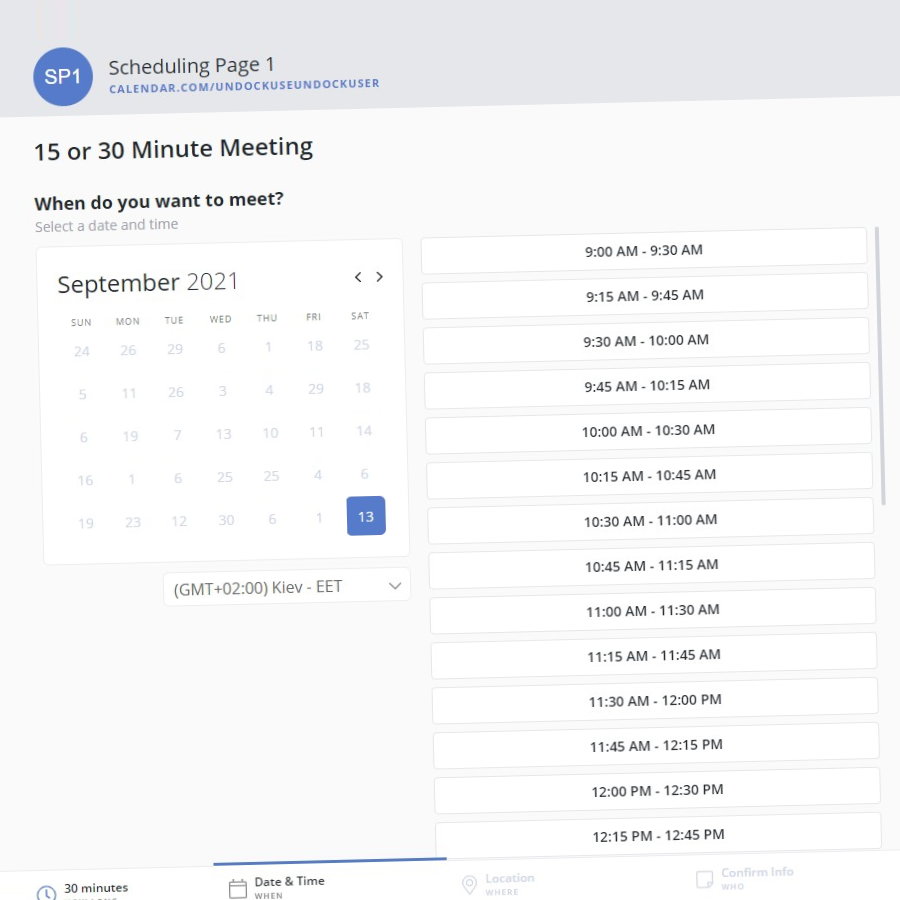 SP1
Scheduling Page 1
CALENDAR.COM/UNDOCKUSEUNDOCKUSER
15 or 30 Minute Meeting
When do you want to meet?
Select a date and time
September 2021
SUN MON TUE WED THU FRI SAT
24 26 29 6 1 18 25
5 11 26 3 4 29 18
6 19 7 13 10 11 14
16 1 6 25 25 4 6
19 23 12 30 6 1 13
(GMT+02:00) Kiev - EET
9:00 AM - 9:30 AM
9:15 AM - 9:45 AM
9:30 AM - 10:00 AM
9:45 AM - 10:15 AM
10:00 AM - 10:30 AM
10:15 AM - 10:45 AM
10:30 AM - 11:00 AM
10:45 AM - 11:15 AM
11:00 AM - 11:30 AM
11:15 AM - 11:45 AM
11:30 AM - 12:00 PM
11:45 AM - 12:15 PM
12:00 PM - 12:30 PM
12:15 PM - 12:45 PM
30 minutes
Date & Time
WHEN
Location
WHERE
Confirm Info
WHO